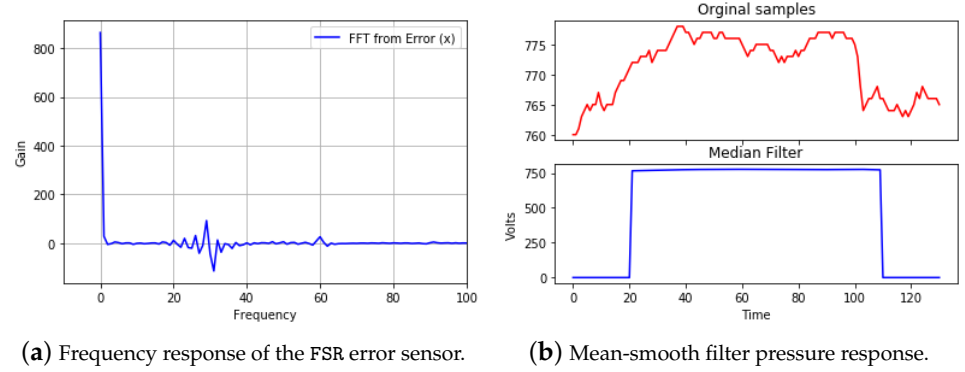 FFT from Error (x)
800
600
400
200
0
Gain
0
20
40
60
80
100
Frequency
(a) Frequency response of the FSR error sensor.
Orginal samples
775
770
765
760
Median Filter
750
500
250
0
Volts
0
20
40
60
80
100
120
Time
(b) Mean-smooth filter pressure response.